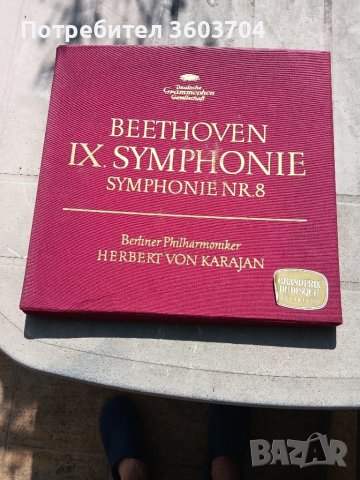 Потребител 3603704
Deutsche
Grammophon
Gesellschaft
BEETHOVEN
IX. SYMPHONIE
SYMPHONIE NR. 8
Berliner Philharmoniker
HERBERT VON KARAJAN
GRAND PRIX
DU DISQUE
BAZAR